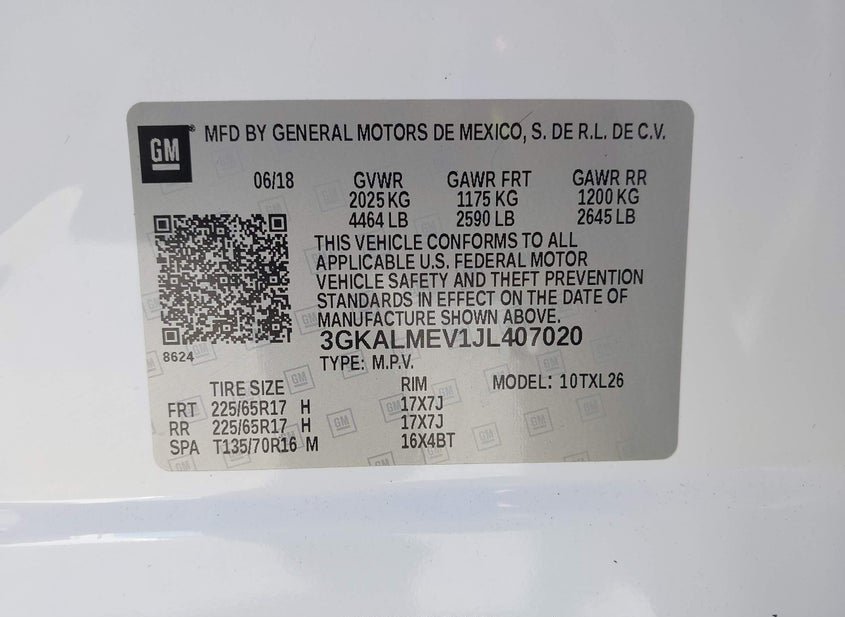 GM ® MFD BY GENERAL MOTORS DE MEXICO, S. DE R.L. DE C.V.
06/18 GVWR GAWR FRT GAWR RR
2025 KG 1175 KG 1200 KG
4464 LB 2590 LB 2645 LB
THIS VEHICLE CONFORMS TO ALL
APPLICABLE U.S. FEDERAL MOTOR
VEHICLE SAFETY AND THEFT PREVENTION
STANDARDS IN EFFECT ON THE DATE OF
MANUFACTURE SHOWN ABOVE.
3GKALMEV1JL407020
8624
TYPE: M.P.V.
TIRE SIZE RIM MODEL: 10TXL26
FRT 225/65R17 H 17X7J
RR 225/65R17 H 17X7J
SPA T135/70R16 M 16X4BT